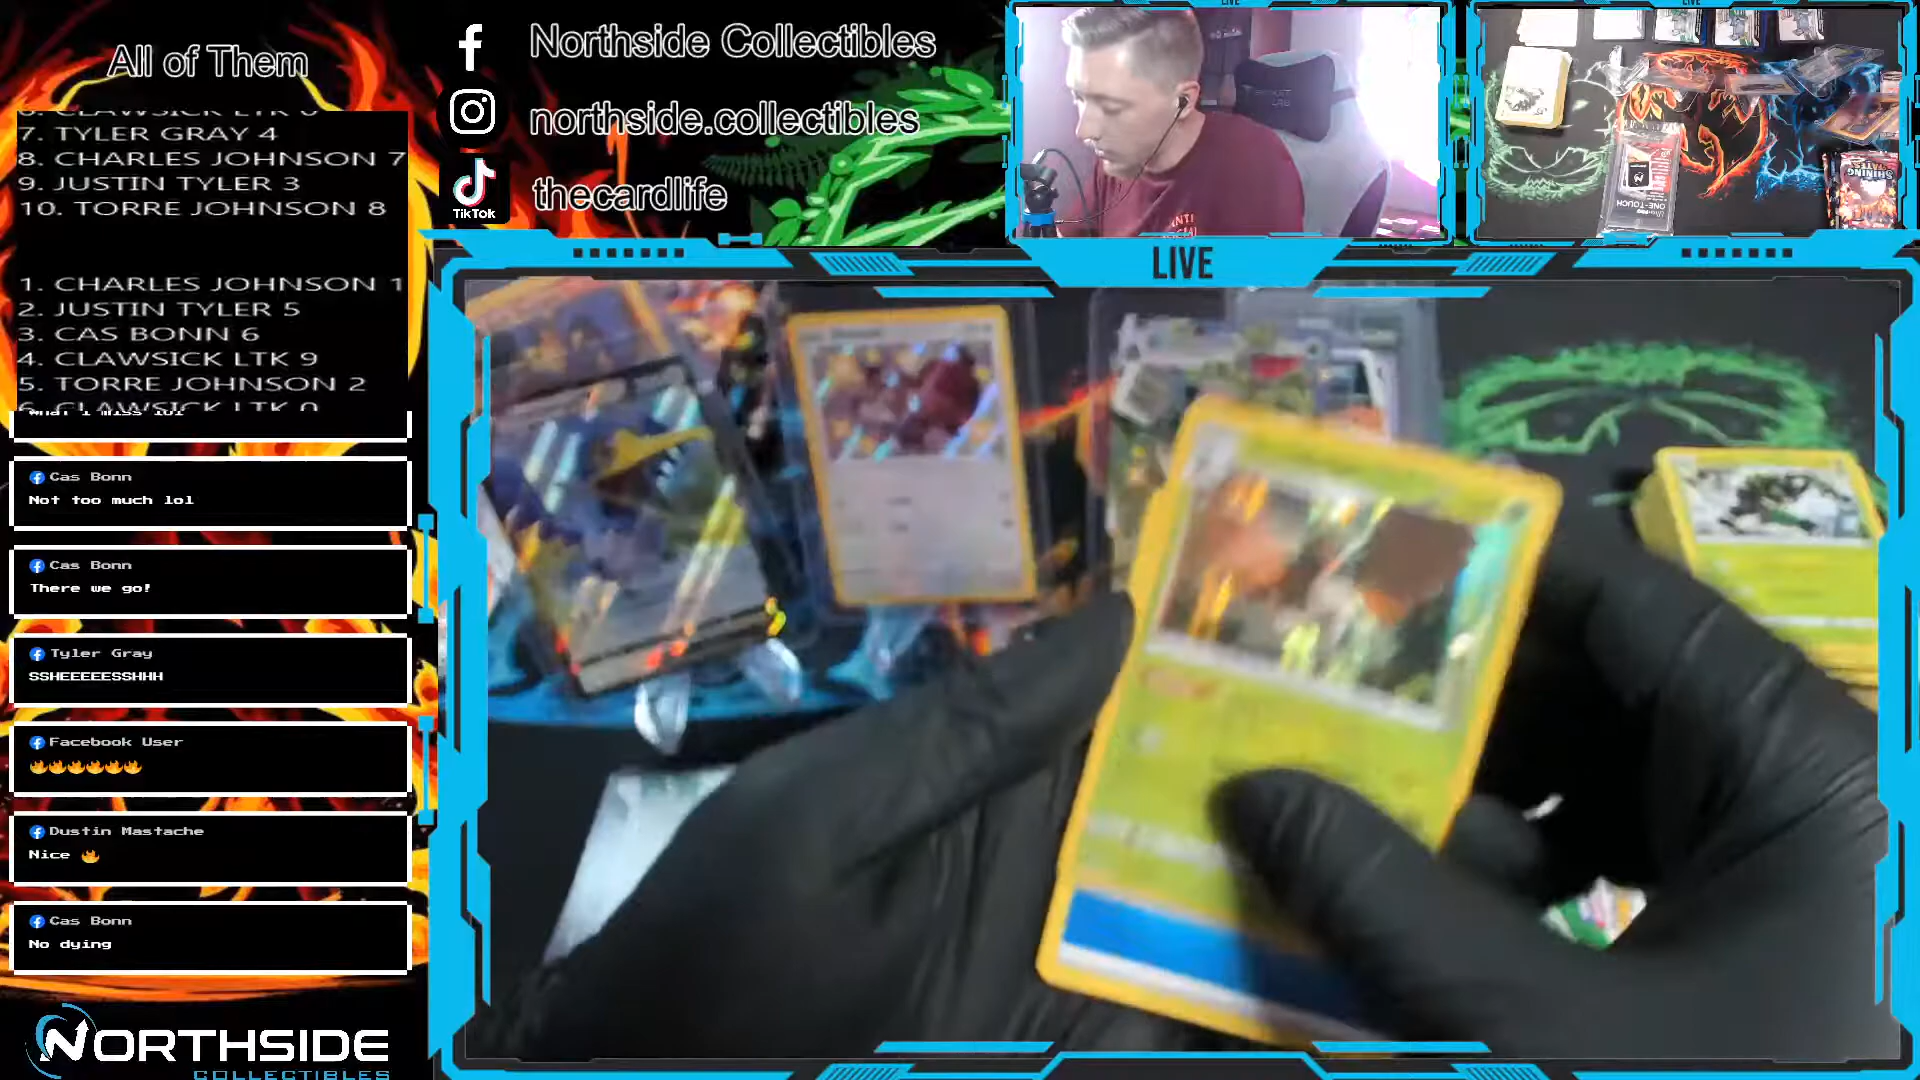 All of Them
7. TYLER GRAY 4
8. CHARLES JOHNSON 7
9. JUSTIN TYLER 3
10. TORRE JOHNSON 8
1. CHARLES JOHNSON 1
2. JUSTIN TYLER 5
3. CAS BONN 6
4. CLAWSICK LTK 9
5. TORRE JOHNSON 2
Cas Bonn
Not too much lol
Cas Bonn
There we go!
Tyler Gray
SSHEEEEESSHHH
Facebook User
🔥🔥🔥🔥🔥🔥
Dustin Mastache
Nice 🔥
Cas Bonn
No dying
NORTHSIDE
COLLECTIBLES
Northside Collectibles
northside.collectibles
TikTok
thecardlife
LIVE
SHINING
ONE-TOUCH